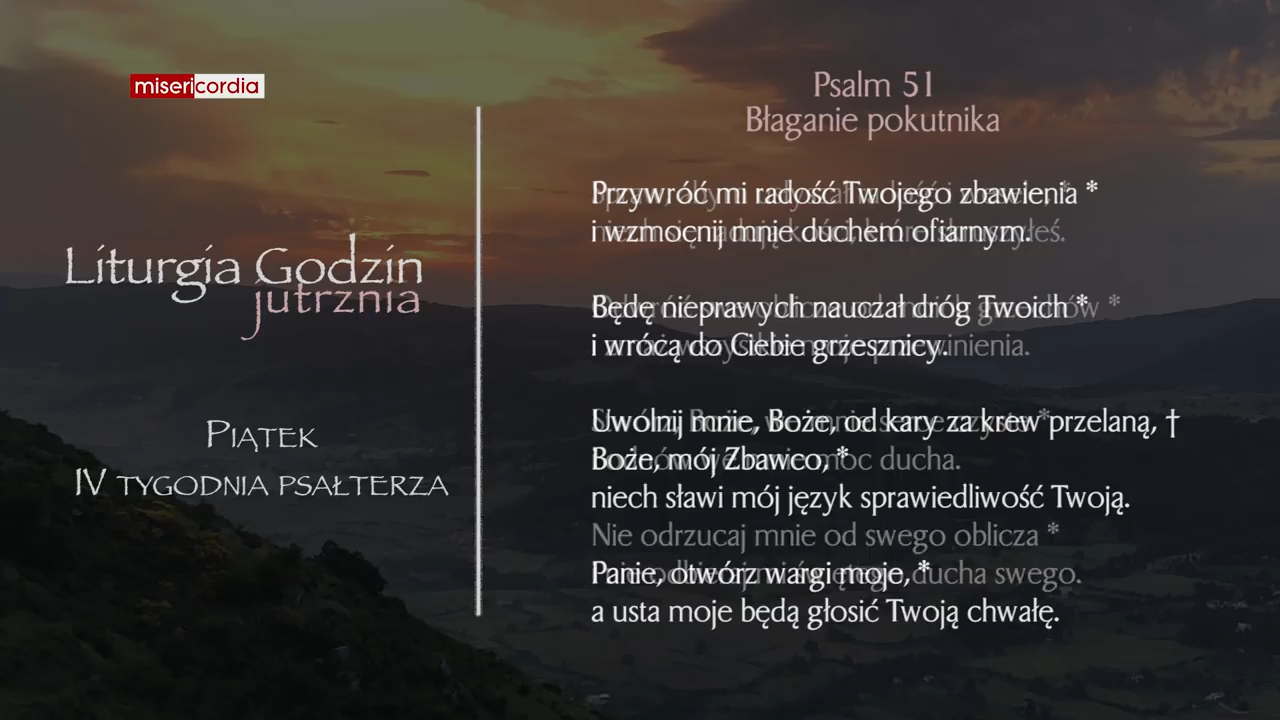 misericordia
Liturgia Godzin
jutrznia
Piątek
IV tygodnia psałterza
Psalm 51
Błaganie pokutnika
Przywróć mi radość Twojego zbawienia *
i wzmocnij mnie duchem ofiarnym.
Będę nieprawych nauczał dróg Twoich *
i wrócą do Ciebie grzesznicy.
Uwolnij mnie, Boże, od kary za krew przelaną, †
Boże, mój Zbawco, *
niech sławi mój język sprawiedliwość Twoją.
Nie odrzucaj mnie od swego oblicza *
Panie, otwórz wargi moje, *
a usta moje będą głosić Twoją chwałę.